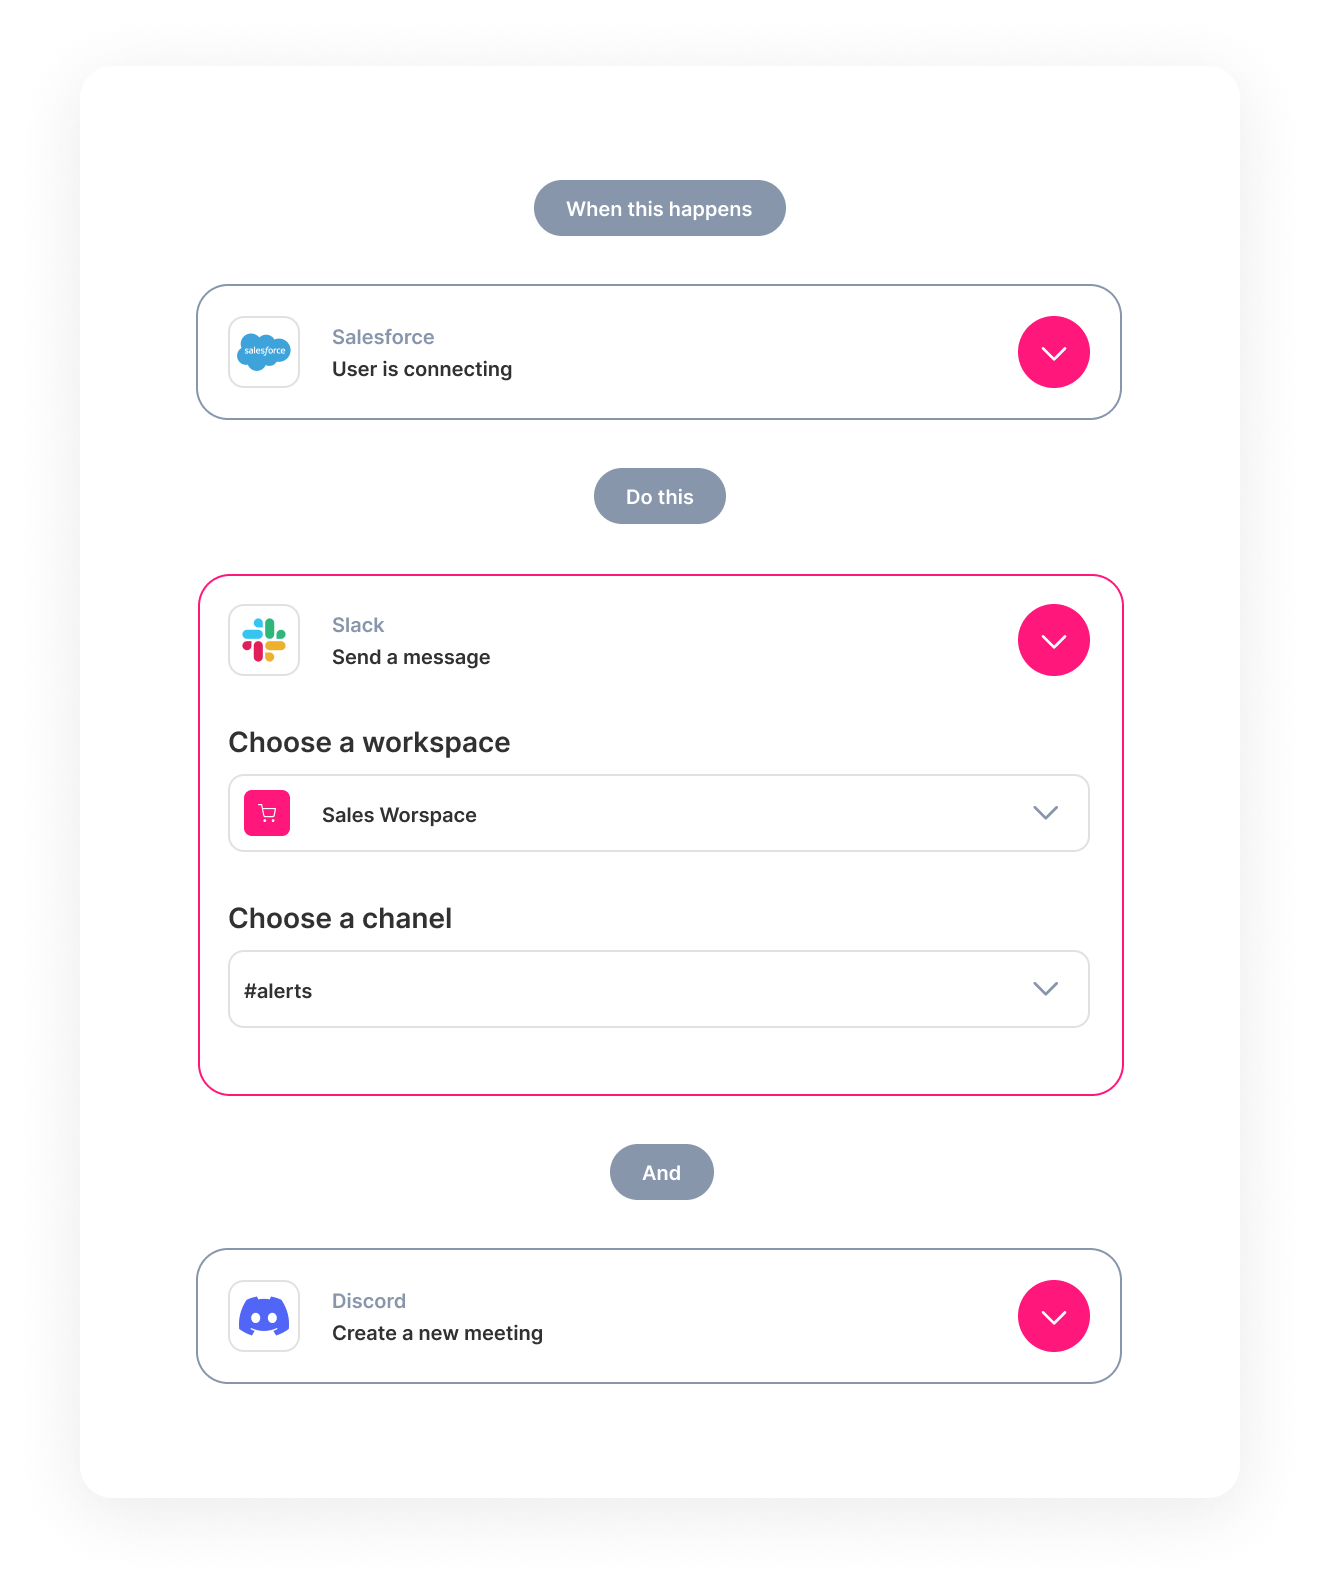 When this happens
salesforce
Salesforce
User is connecting
Do this
Slack
Send a message
Choose a workspace
Sales Worspace
Choose a chanel
#alerts
And
Discord
Create a new meeting